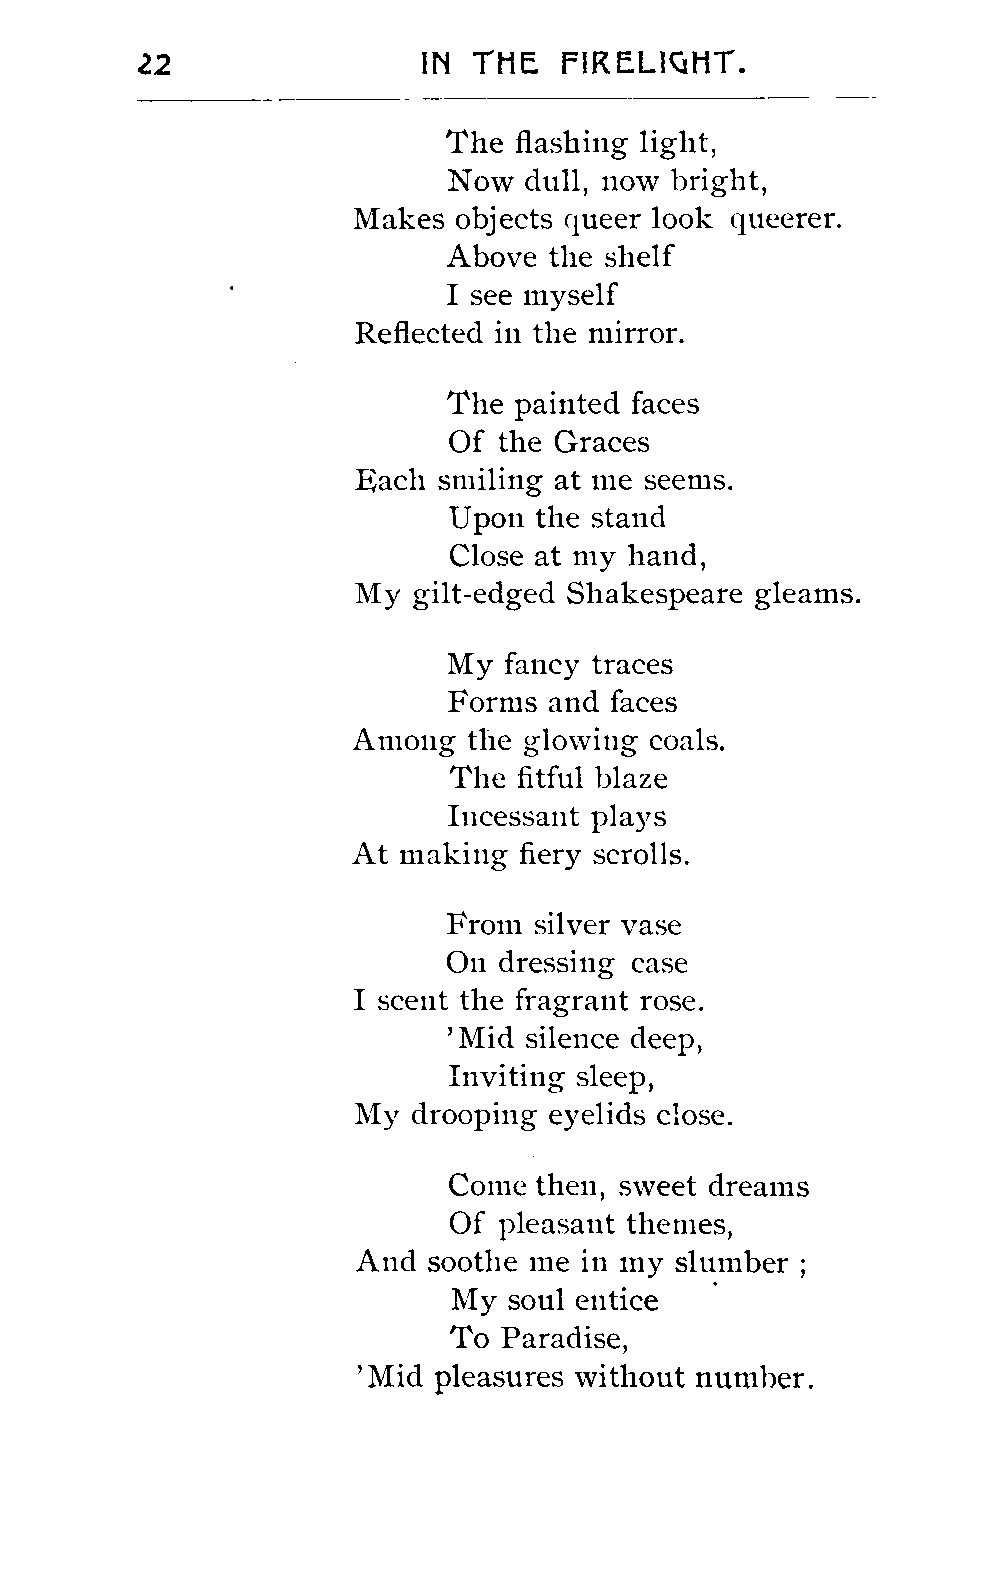 22 IN THE FIRELIGHT.
The flashing light,
Now dull, now bright,
Makes objects queer look queerer.
Above the shelf
I see myself
Reflected in the mirror.
The painted faces
Of the Graces
Each smiling at me seems.
Upon the stand
Close at my hand,
My gilt-edged Shakespeare gleams.
My fancy traces
Forms and faces
Among the glowing coals.
The fitful blaze
Incessant plays
At making fiery scrolls.
From silver vase
On dressing case
I scent the fragrant rose.
'Mid silence deep,
Inviting sleep,
My drooping eyelids close.
Come then, sweet dreams
Of pleasant themes,
And soothe me in my slumber ;
My soul entice
To Paradise,
'Mid pleasures without number.